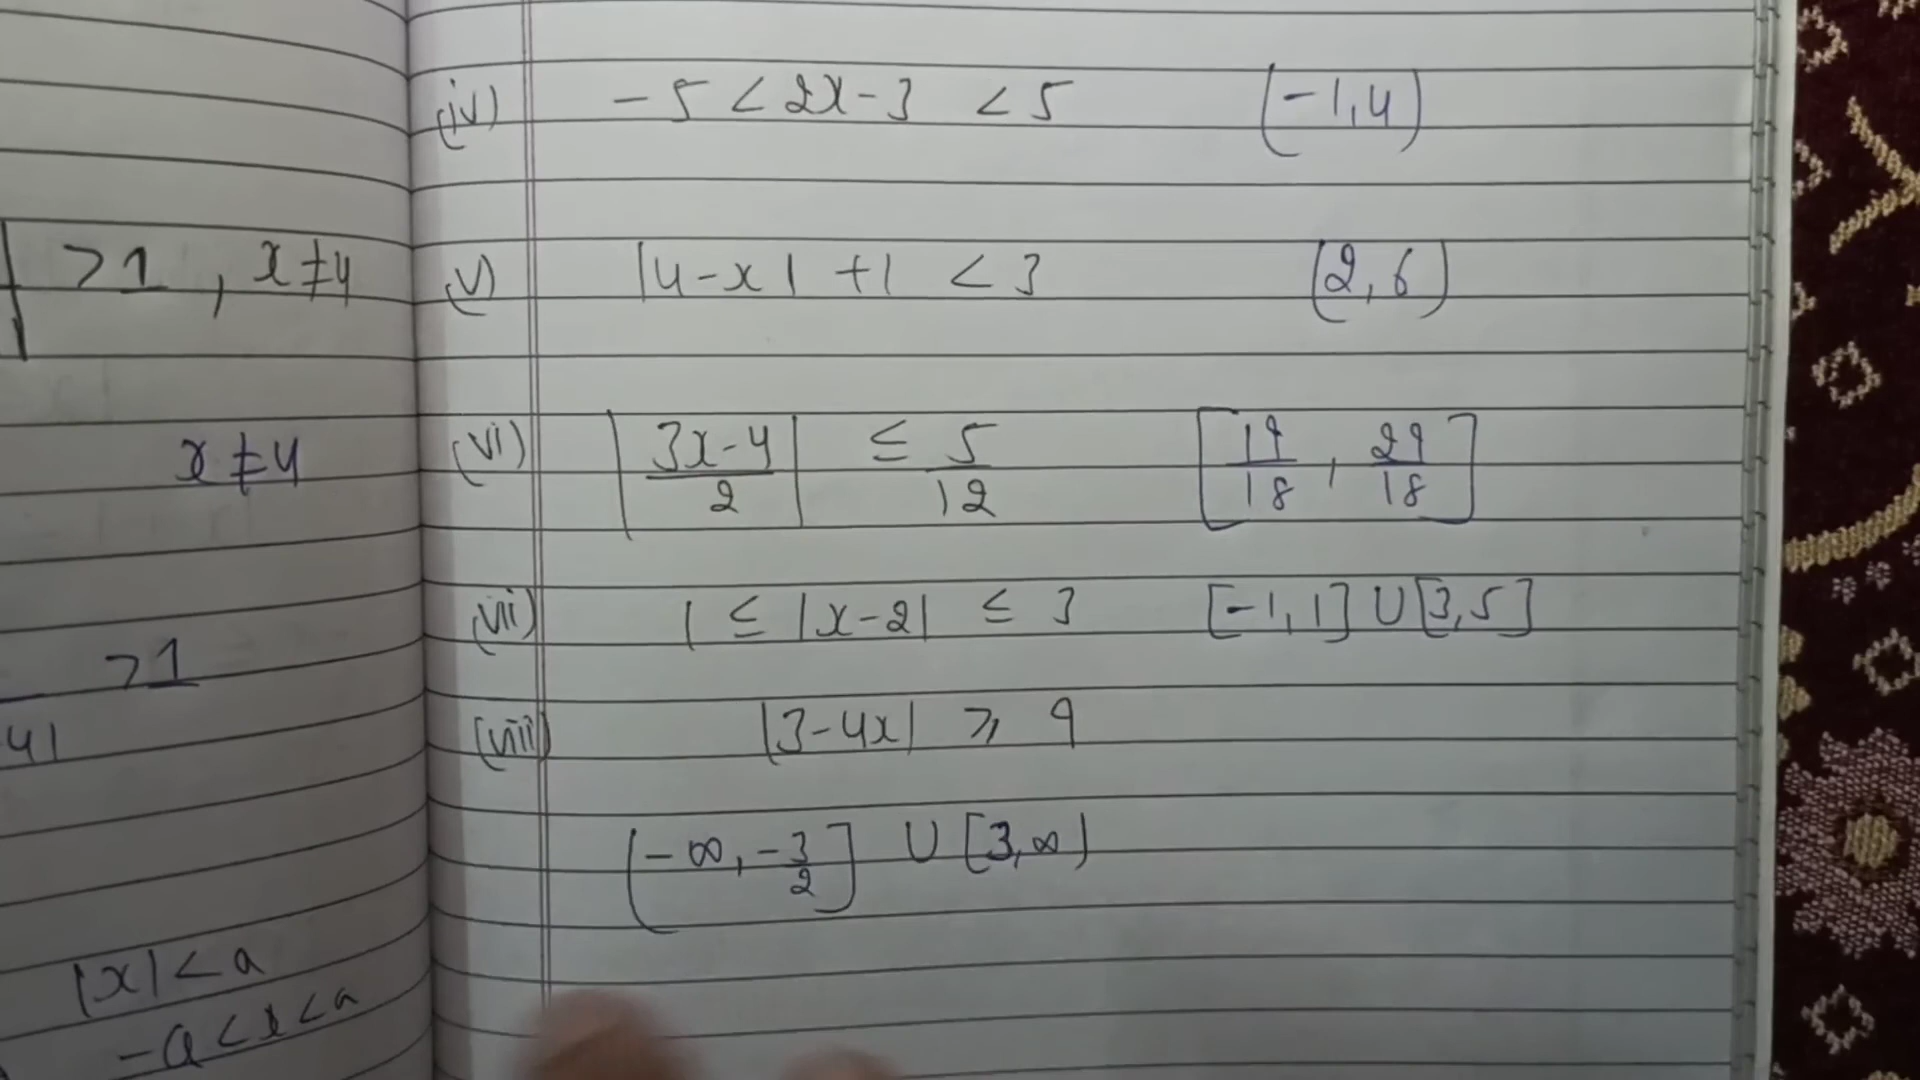 >1, x≠4
x≠4
>1
41
|x| < a
-a < x < a
(iv) -5 < 2x-3 < 5 (-1,4)
(v) |4-x| +1 < 3 (2,6)
(vi) |3x-4/2| ≤ 5/12 [19/18, 29/18]
(vii) 1 ≤ |x-2| ≤ 3 [-1,1] U [3,5]
(viii) |3-4x| ⩾ 9
(-∞, -3/2] U [3,∞)